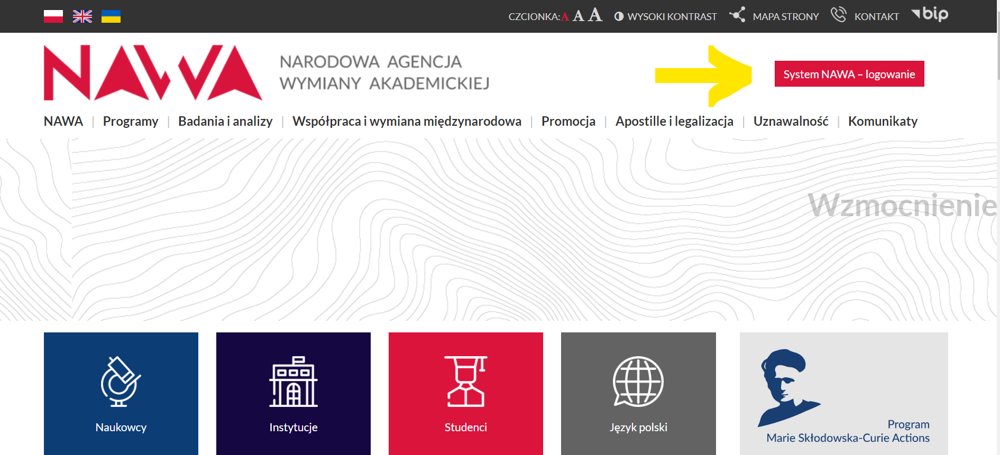 CZCIONKA: A A A WYSOKI KONTRAST MAPA STRONY KONTAKT bip
NAWA
NARODOWA AGENCJA
WYMIANY AKADEMICKIEJ
System NAWA – logowanie
NAWA | Programy | Badania i analizy | Współpraca i wymiana międzynarodowa | Promocja | Apostille i legalizacja | Uznawalność | Komunikaty
Wzmocnienie
Naukowcy
Instytucje
Studenci
Język polski
Program
Marie Skłodowska-Curie Actions